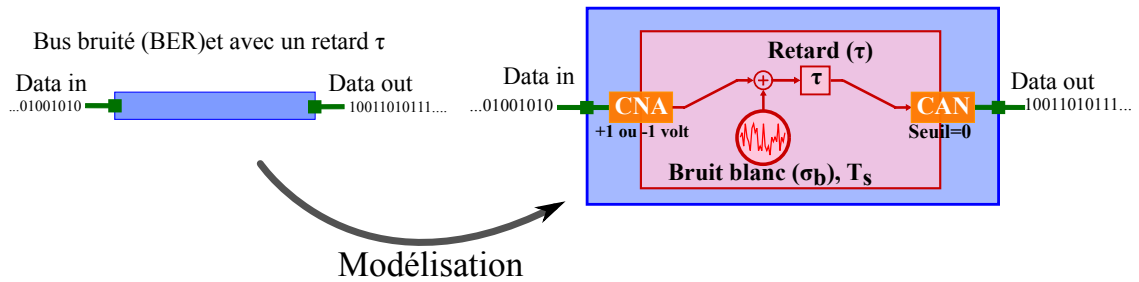 Bus bruité (BER)et avec un retard τ
Data in
Data out
...01001010
10011010111....
Data in
...01001010
CNA
+1 ou -1 volt
Retard (τ)
τ
Bruit blanc (σb), Ts
CAN
Seuil=0
Data out
10011010111...
Modélisation